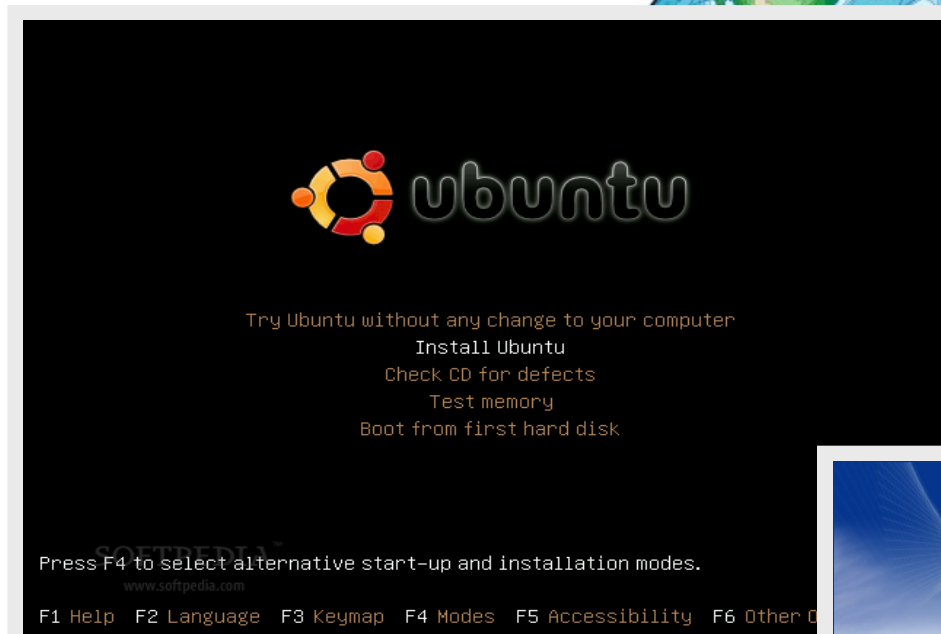 ubuntu
Try Ubuntu without any change to your computer
Install Ubuntu
Check CD for defects
Test memory
Boot from first hard disk
SOFTPEDIA™
Press F4 to select alternative start-up and installation modes.
www.softpedia.com
F1 Help F2 Language F3 Keymap F4 Modes F5 Accessibility F6 Other O